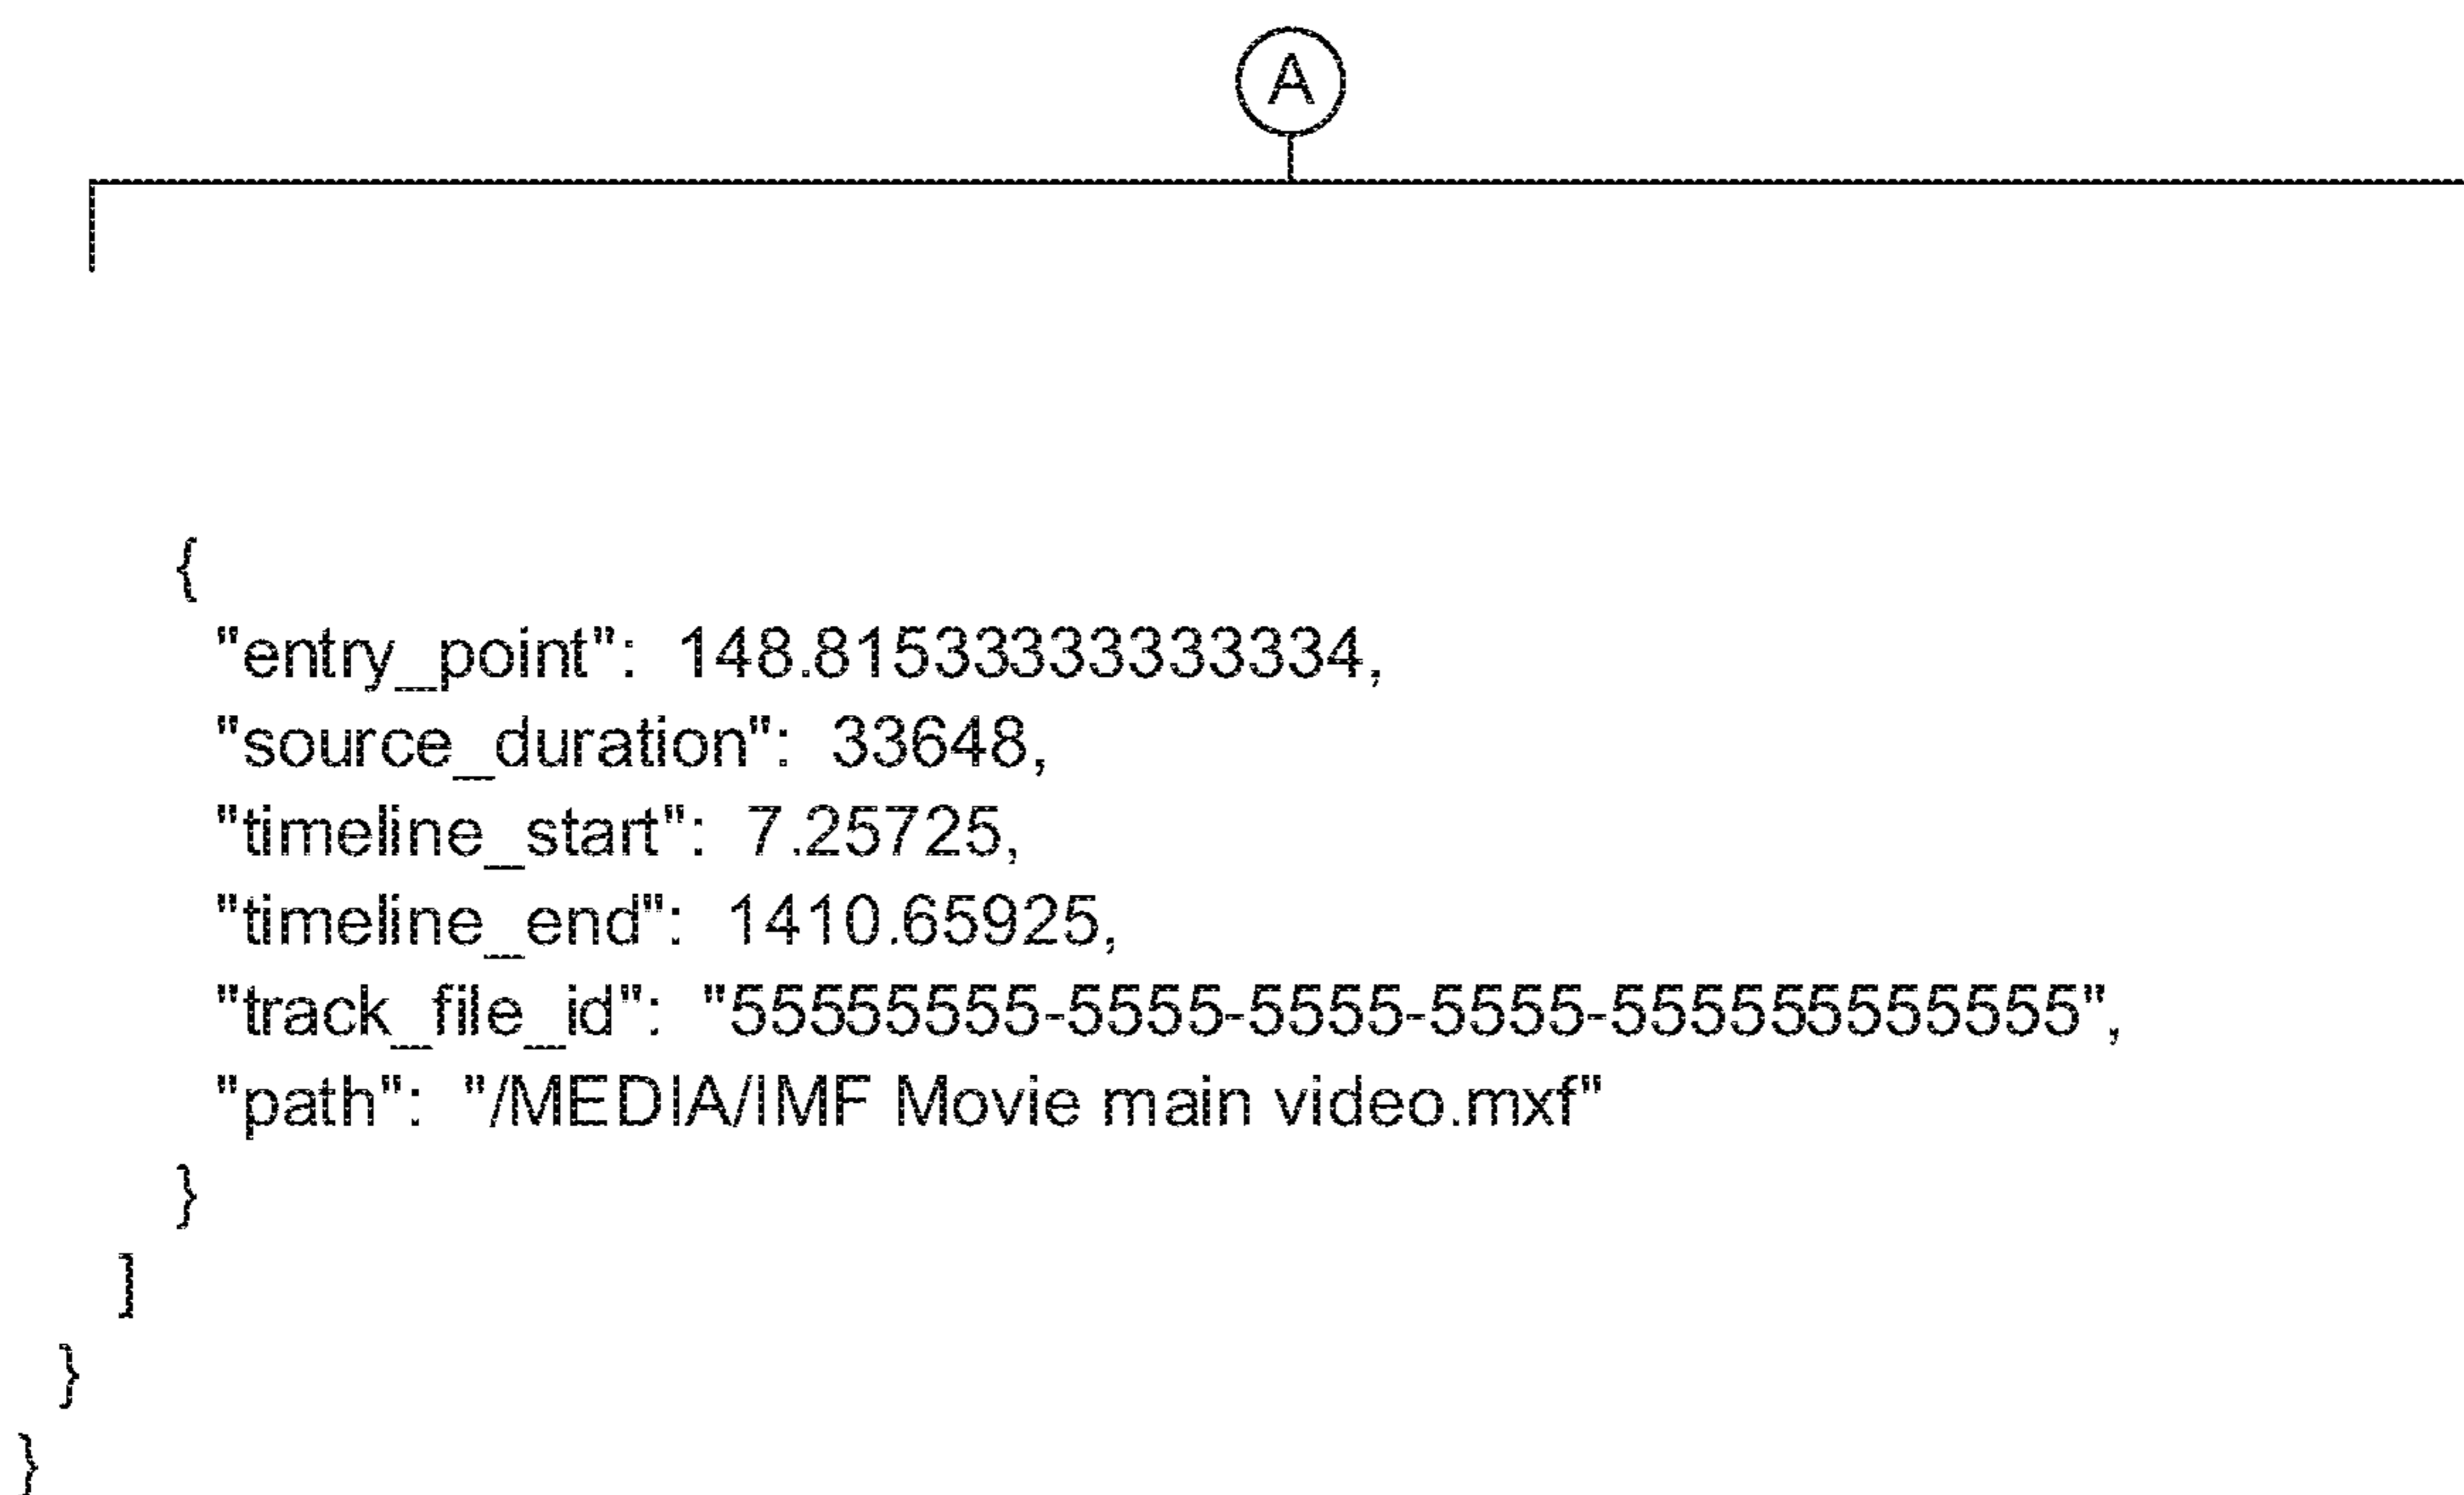 A
{
"entry_point": 148.81533333333334,
"source_duration": 33648,
"timeline_start": 7.25725,
"timeline_end": 1410.65925,
"track_file_id": "55555555-5555-5555-5555-555555555555",
"path": "/MEDIA/IMF Movie main video.mxf"
}
]
}
}